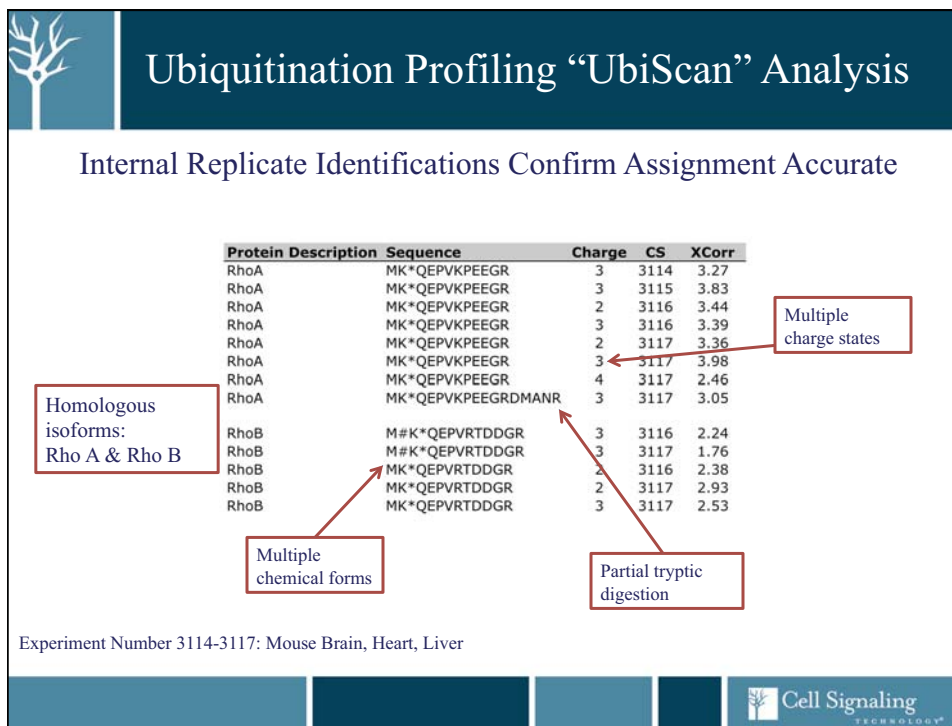 Ubiquitination Profiling “UbiScan” Analysis
Internal Replicate Identifications Confirm Assignment Accurate
Protein Description Sequence Charge CS XCorr
RhoA MK*QEPVKPEEGR 3 3114 3.27
RhoA MK*QEPVKPEEGR 3 3115 3.83
RhoA MK*QEPVKPEEGR 2 3116 3.44
RhoA MK*QEPVKPEEGR 3 3116 3.39
RhoA MK*QEPVKPEEGR 2 3117 3.36
RhoA MK*QEPVKPEEGR 3 3117 3.98
RhoA MK*QEPVKPEEGR 4 3117 2.46
RhoA MK*QEPVKPEEGRDMANR 3 3117 3.05
RhoB M#K*QEPVRTDDGR 3 3116 2.24
RhoB M#K*QEPVRTDDGR 3 3117 1.76
RhoB MK*QEPVRTDDGR 2 3116 2.38
RhoB MK*QEPVRTDDGR 2 3117 2.93
RhoB MK*QEPVRTDDGR 3 3117 2.53
Multiple
charge states
Homologous
isoforms:
Rho A & Rho B
Multiple
chemical forms
Partial tryptic
digestion
Experiment Number 3114-3117: Mouse Brain, Heart, Liver
Cell Signaling
TECHNOLOGY®